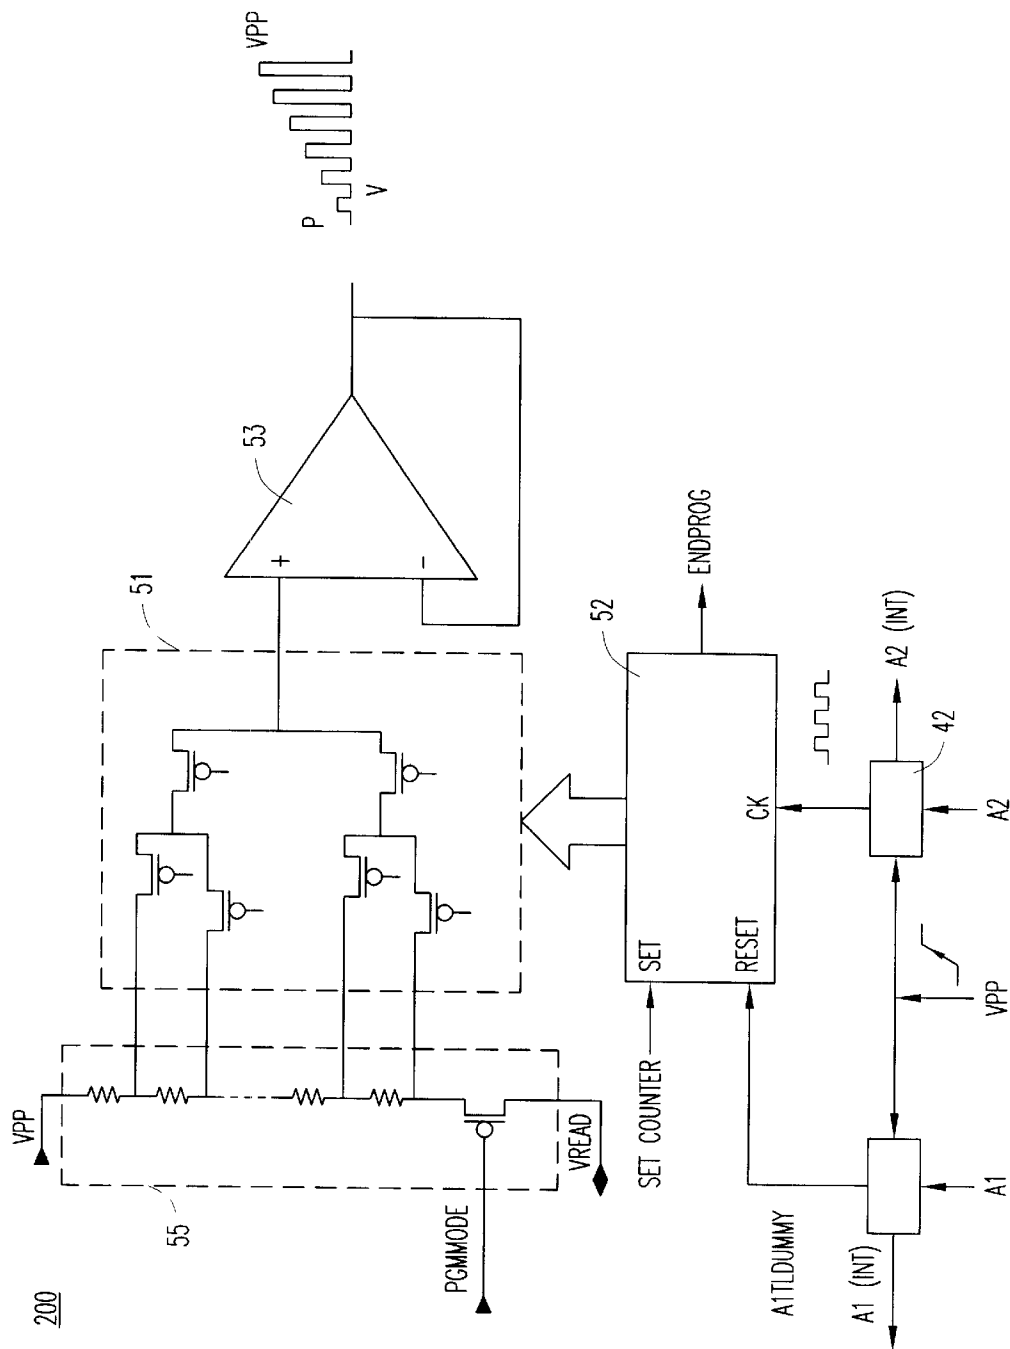 200
VPP
55
PGMMODE
VREAD
51
53
+
-
P
V
VPP
SET COUNTER
SET
RESET
CK
52
ENDPROG
A1TLDUMMY
A1 (INT)
A1
VPP
A2
42
A2 (INT)